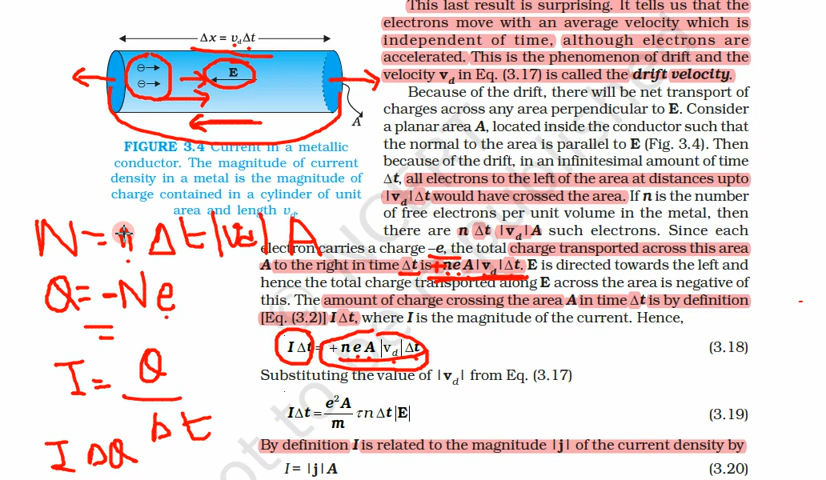 This last result is surprising. It tells us that the
electrons move with an average velocity which is
independent of time, although electrons are
accelerated. This is the phenomenon of drift and the
velocity v_d in Eq. (3.17) is called the drift velocity.
Because of the drift, there will be net transport of
charges across any area perpendicular to E. Consider
a planar area A, located inside the conductor such that
the normal to the area is parallel to E (Fig. 3.4). Then
because of the drift, in an infinitesimal amount of time
Δt, all electrons to the left of the area at distances upto
|v_d|Δt would have crossed the area. If n is the number
of free electron per unit volume in the metal, then
there are n Δt |v_d|A such electrons. Since each
electron carries a charge –e, the total charge transported across this area
A to the right in time Δt is –ne A|v_d|Δt. E is directed towards the left and
hence the total charge transported along E across the area is negative of
this. The amount of charge crossing the area A in time Δt is by definition
[Eq. (3.2)] I Δt, where I is the magnitude of the current. Hence,
I Δt = + n e A |v_d| Δt (3.18)
Substituting the value of |v_d| from Eq. (3.17)
IΔt = e² A / m τ n Δt |E| (3.19)
By definition I is related to the magnitude |j| of the current density by
I = |j| A (3.20)
Δx = v_d Δt
E
A
FIGURE 3.4 Current in a metallic
conductor. The magnitude of current
density in a metal is the magnitude of
charge contained in a cylinder of unit
area and length v_d.
N = n Δt |v_d| A
Q = -Ne
I = Q / Δt